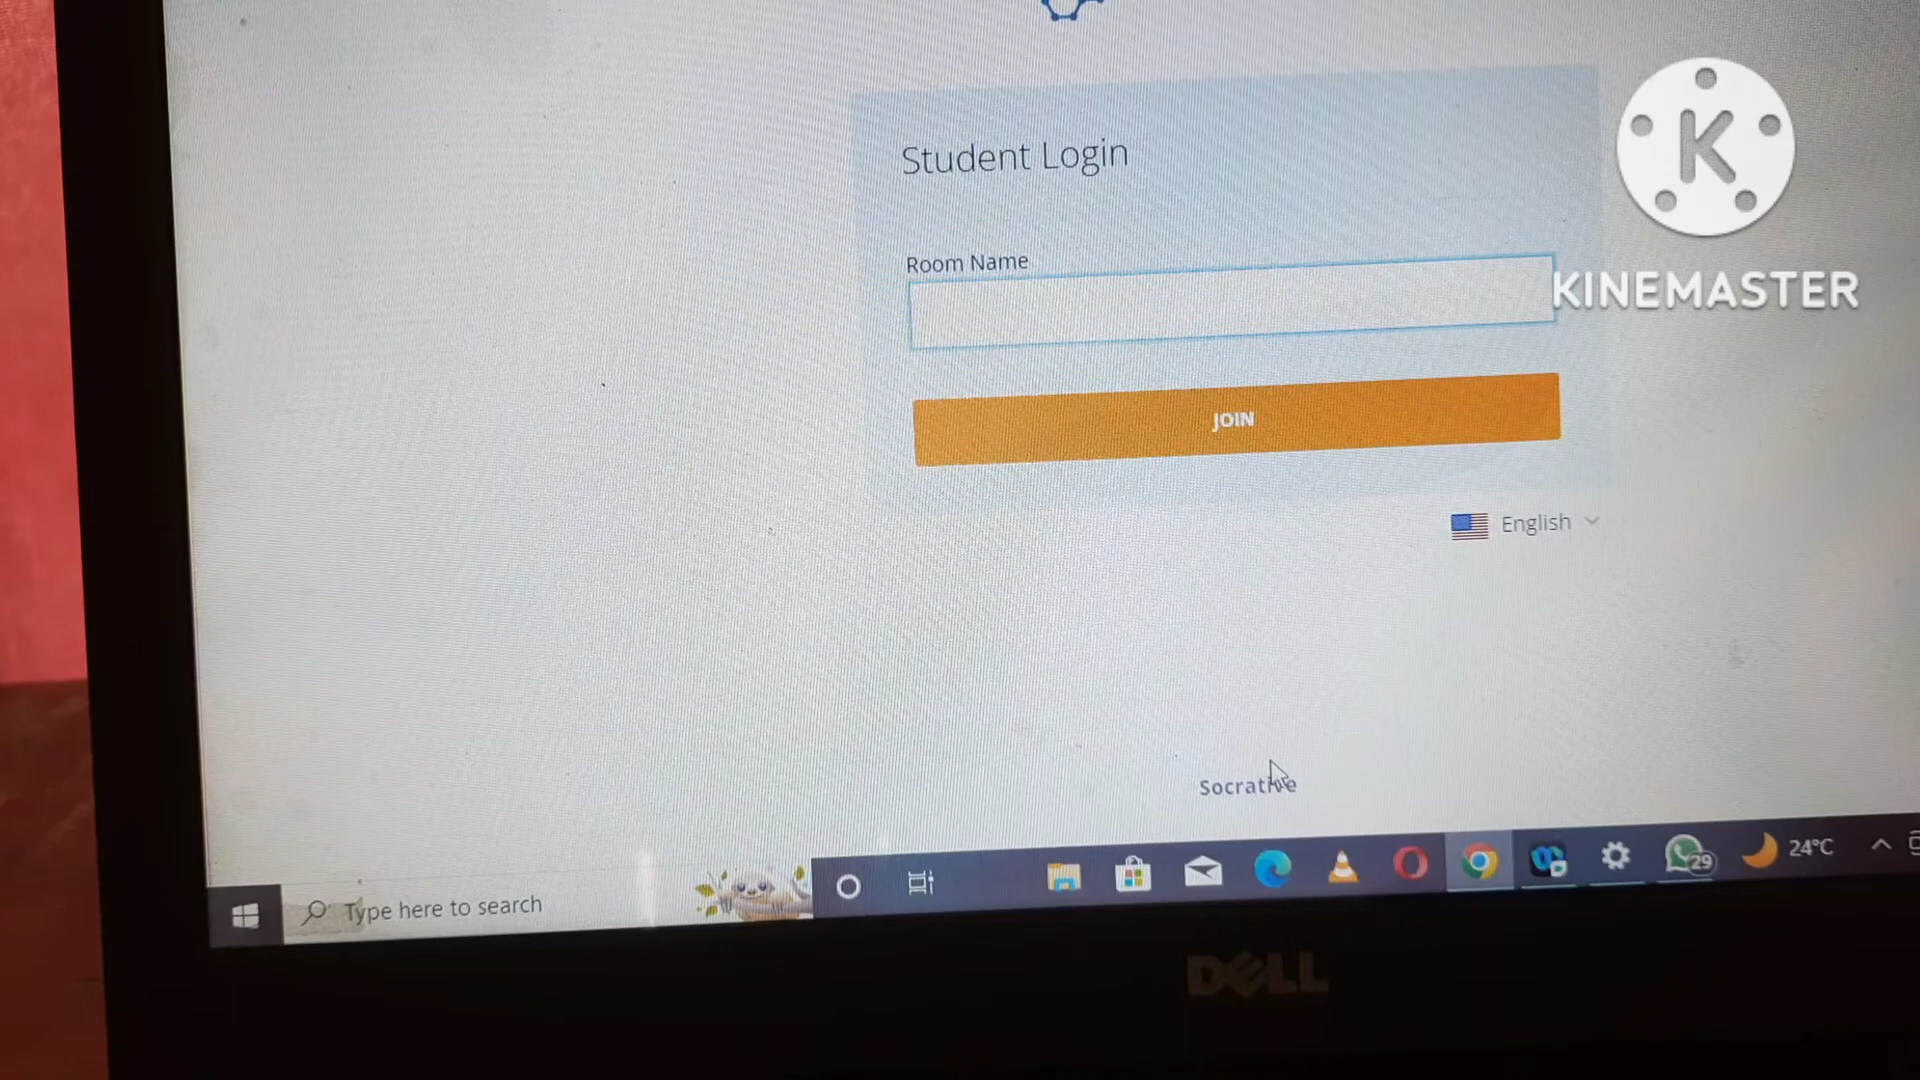 Student Login
K
KINEMASTER
Room Name
JOIN
English
Socrative
Type here to search
29
24°C
DELL